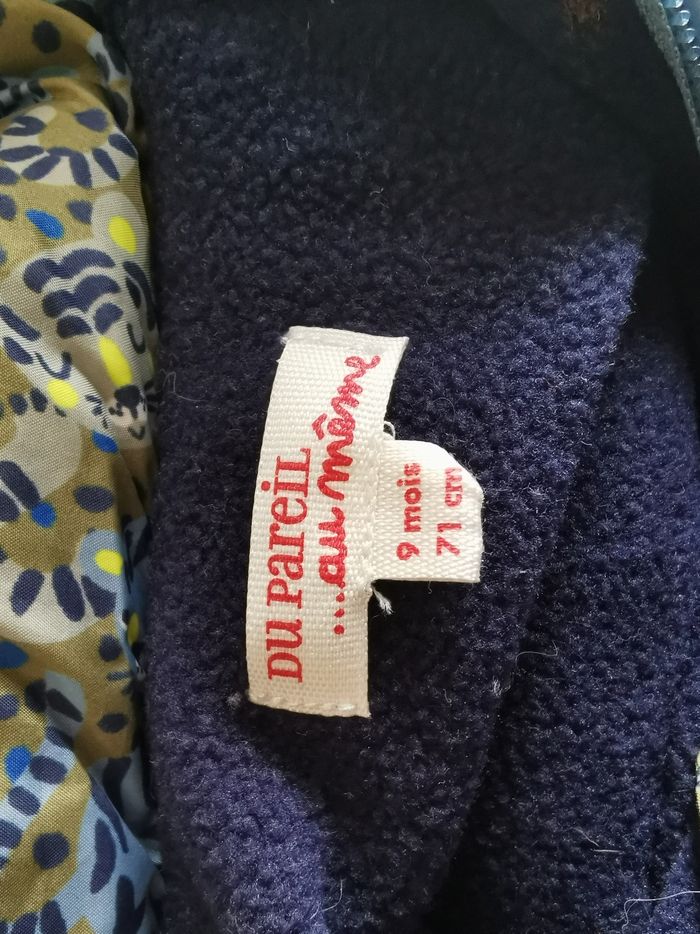 DU PAREIL
....au même
9 mois
71 cm